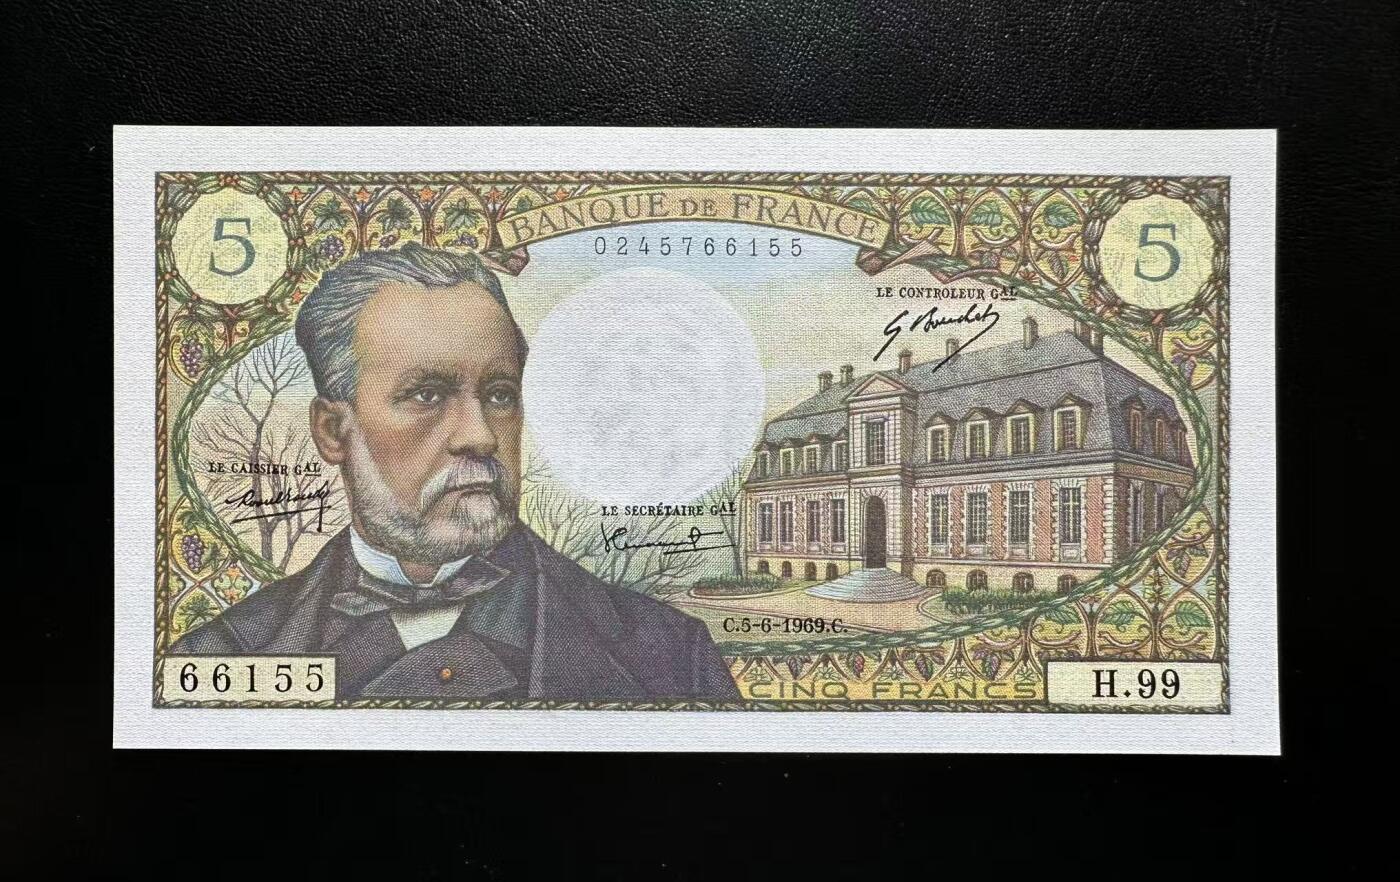 BANQUE DE FRANCE
5
5
0245766155
LE CONTROLEUR GAL
G Bouchet
LE CAISSIER GAL
LE SECRÉTAIRE GAL
C.5-6-1969.C.
66155
CINQ FRANCS
H.99